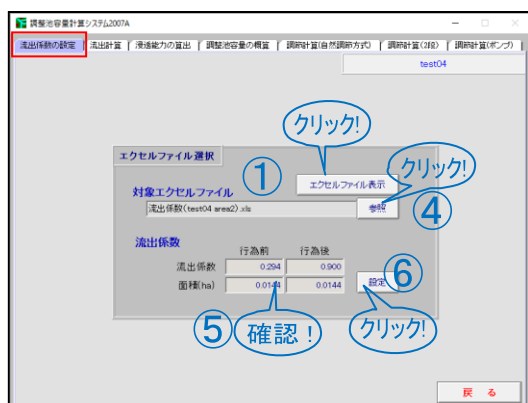 調整池容量計算システム2007A
流出係数の設定 流出計算 浸透能力の算出 調整池容量の概算 調節計算(自然調節方式) 調節計算(2段) 調節計算(ポンプ)
test04
クリック!
エクセルファイル選択
① エクセルファイル表示 クリック!
対象エクセルファイル
流出係数(test04 area2).xls 参照 ④
流出係数
行為前 行為後
流出係数 0.294 0.900 ⑥
面積(ha) 0.0144 0.0144 設定
⑤ 確認! クリック!
戻る